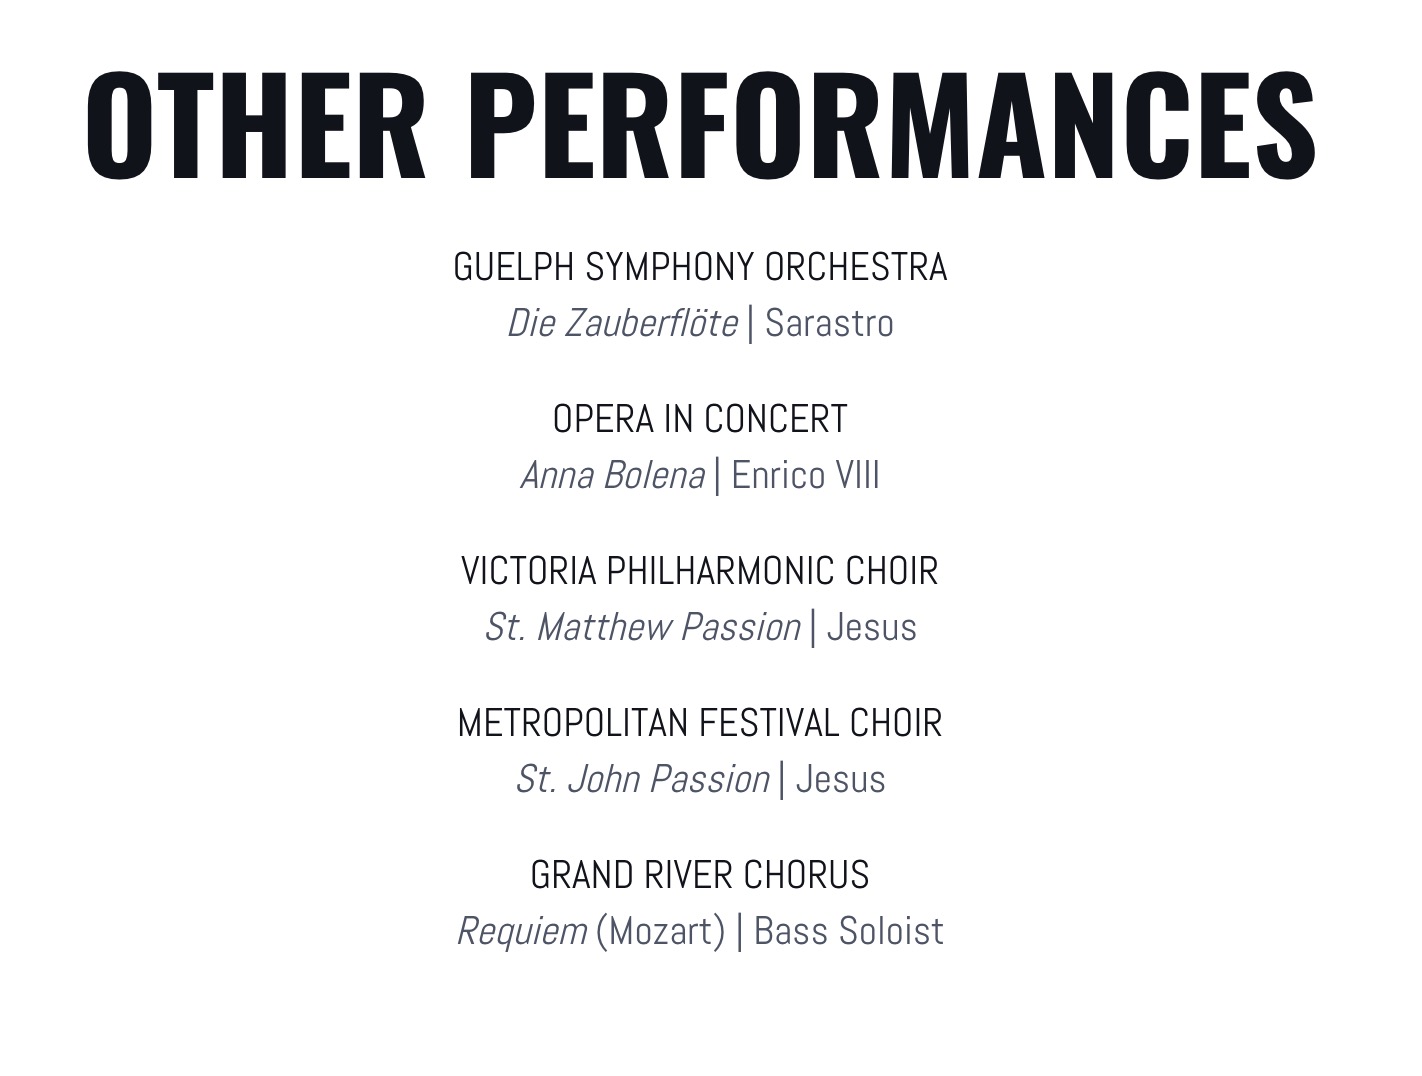 OTHER PERFORMANCES
GUELPH SYMPHONY ORCHESTRA
Die Zauberflöte | Sarastro
OPERA IN CONCERT
Anna Bolena | Enrico VIII
VICTORIA PHILHARMONIC CHOIR
St. Matthew Passion | Jesus
METROPOLITAN FESTIVAL CHOIR
St. John Passion | Jesus
GRAND RIVER CHORUS
Requiem (Mozart) | Bass Soloist